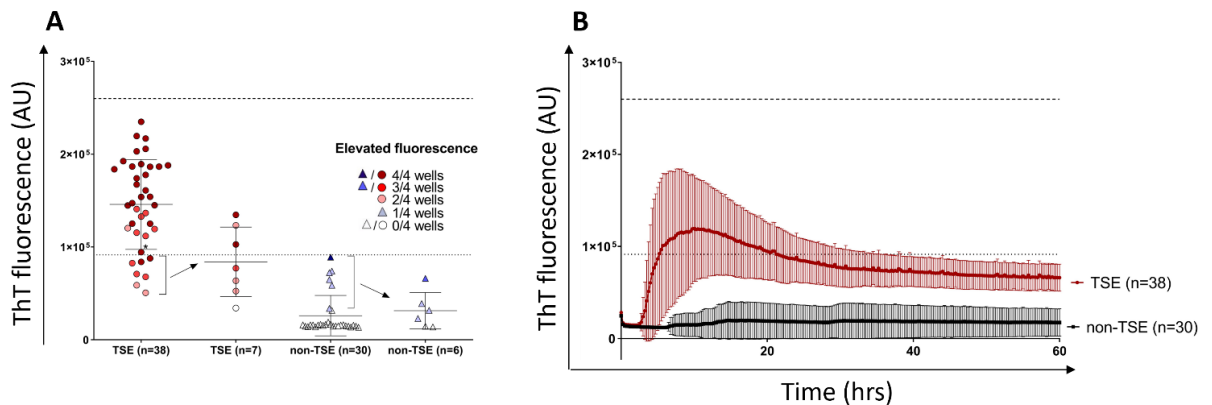 A
ThT fluorescence (AU)
3×10⁵
2×10⁵
1×10⁵
0
*
Elevated fluorescence
/ 4/4 wells
/ 3/4 wells
2/4 wells
1/4 wells
/ 0/4 wells
TSE (n=38)
TSE (n=7)
non-TSE (n=30)
non-TSE (n=6)
B
ThT fluorescence (AU)
3×10⁵
2×10⁵
1×10⁵
0
20
40
60
Time (hrs)
TSE (n=38)
non-TSE (n=30)